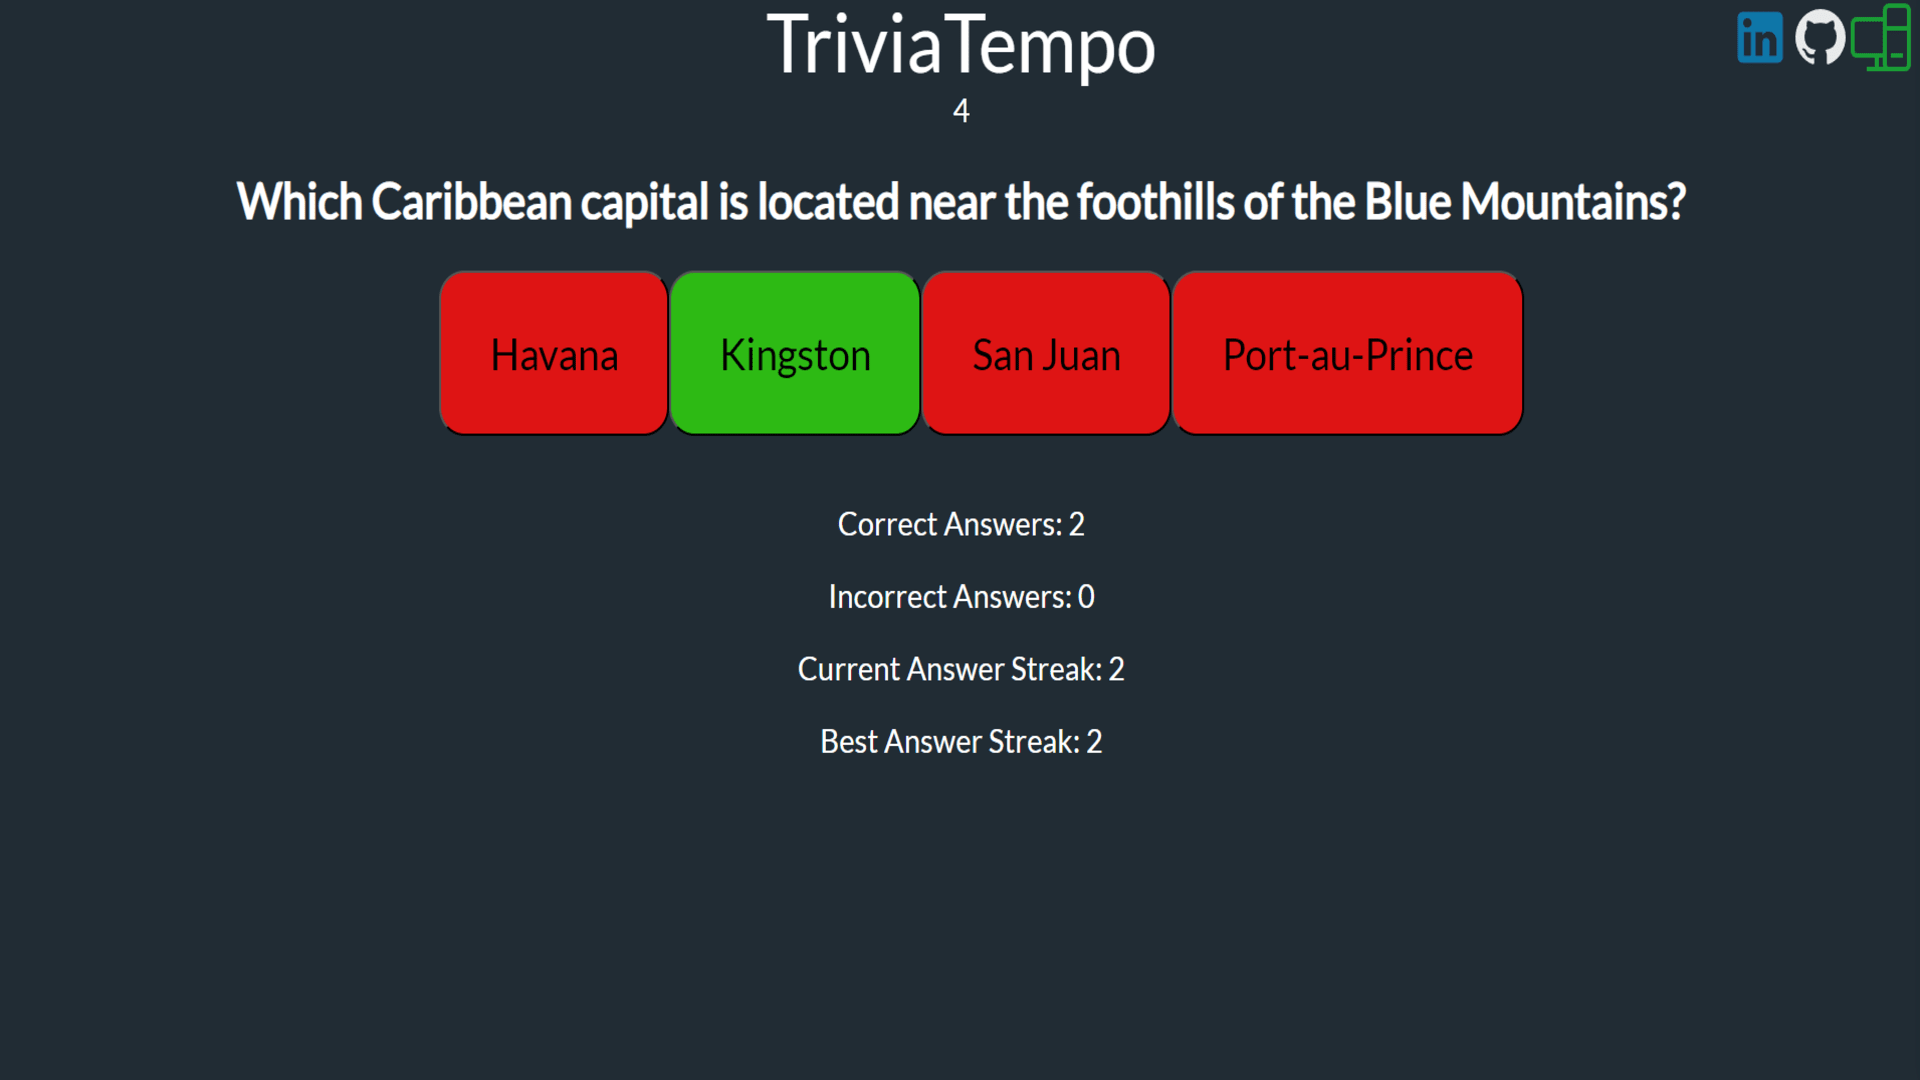 TriviaTempo
4
Which Caribbean capital is located near the foothills of the Blue Mountains?
Havana
Kingston
San Juan
Port-au-Prince
Correct Answers: 2
Incorrect Answers: 0
Current Answer Streak: 2
Best Answer Streak: 2
in